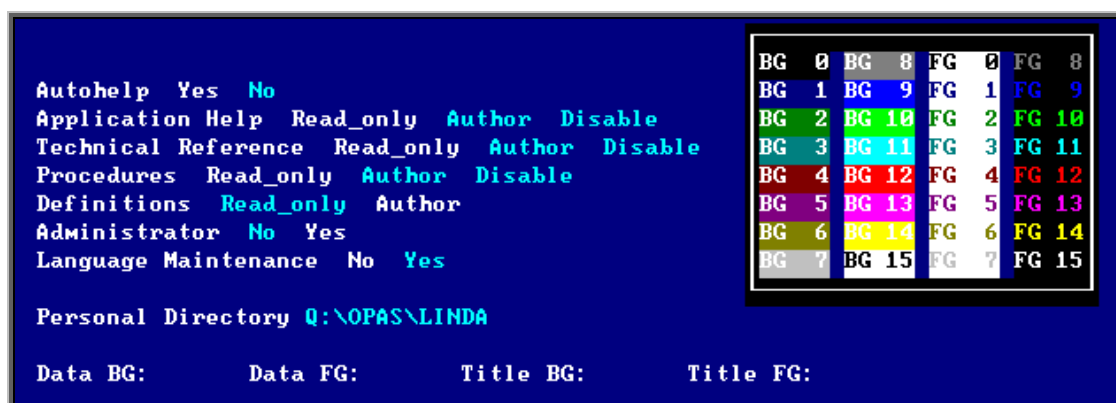 BG 0 BG 8 FG 0 FG 8
Autohelp Yes No
BG 1 BG 9 FG 1 FG 9
Application Help Read_only Author Disable
BG 2 BG 10 FG 2 FG 10
Technical Reference Read_only Author Disable
BG 3 BG 11 FG 3 FG 11
Procedures Read_only Author Disable
BG 4 BG 12 FG 4 FG 12
Definitions Read_only Author
BG 5 BG 13 FG 5 FG 13
Administrator No Yes
BG 6 BG 14 FG 6 FG 14
Language Maintenance No Yes
BG 7 BG 15 FG 7 FG 15
Personal Directory Q:\OPAS\LINDA
Data BG: Data FG: Title BG: Title FG: